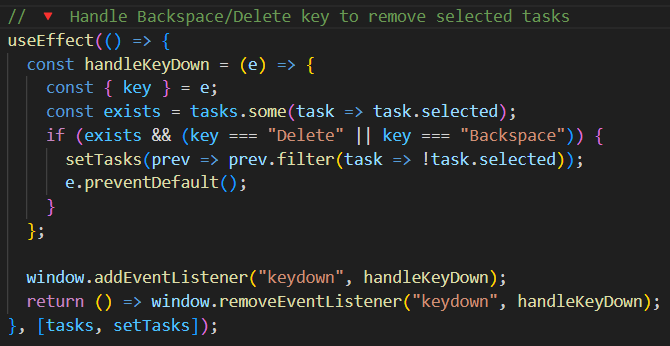 // 🔻 Handle Backspace/Delete key to remove selected tasks
useEffect(() => {
  const handleKeyDown = (e) => {
    const { key } = e;
    const exists = tasks.some(task => task.selected);
    if (exists && (key === "Delete" || key === "Backspace")) {
      setTasks(prev => prev.filter(task => !task.selected));
      e.preventDefault();
    }
  };

  window.addEventListener("keydown", handleKeyDown);
  return () => window.removeEventListener("keydown", handleKeyDown);
}, [tasks, setTasks]);